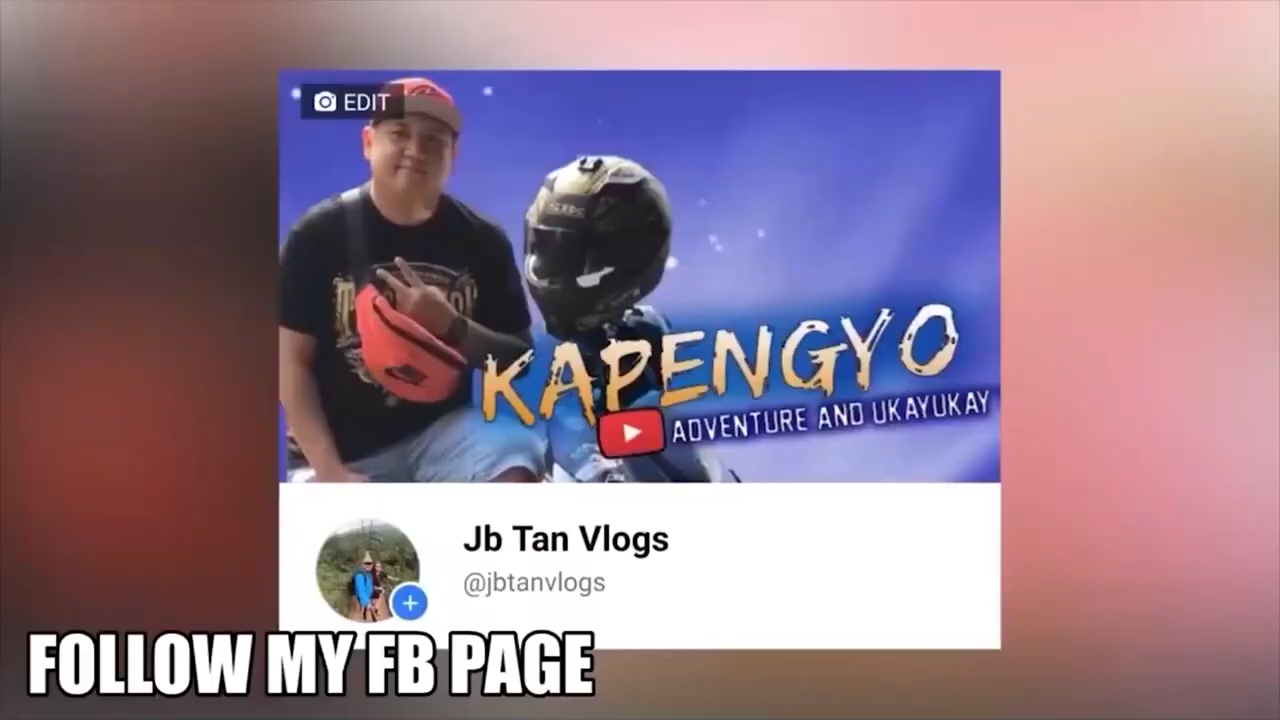 EDIT
KAPENGYO
ADVENTURE AND UKAYUKAY
Jb Tan Vlogs
@jbtanvlogs
FOLLOW MY FB PAGE